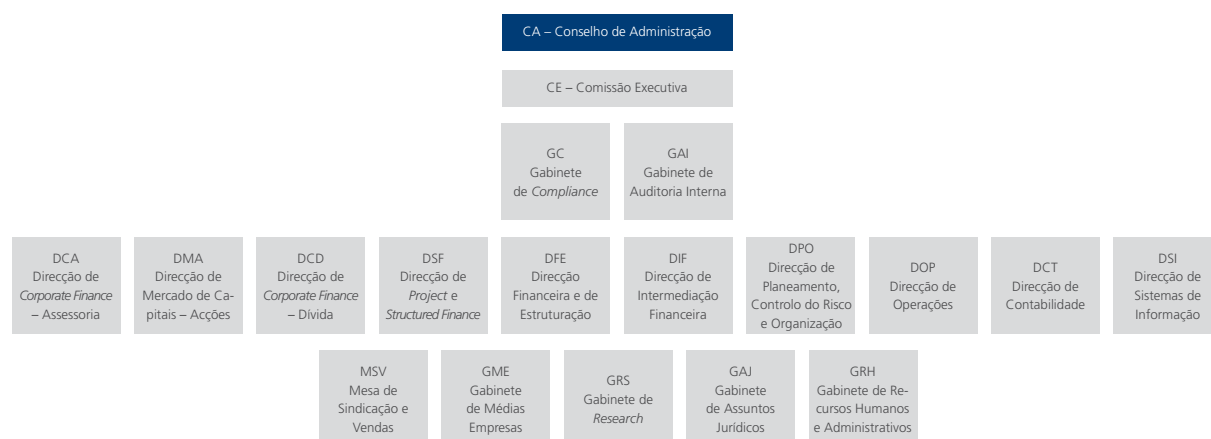 CA – Conselho de Administração
CE – Comissão Executiva
GC
Gabinete
de Compliance
GAI
Gabinete de
Auditoria Interna
DCA
Direcção de
Corporate Finance
– Assessoria
DMA
Direcção de
Mercado de Ca-
pitais – Acções
DCD
Direcção de
Corporate Finance
– Dívida
DSF
Direcção de
Project e
Structured Finance
DFE
Direcção
Financeira e de
Estruturação
DIF
Direcção de
Intermediação
Financeira
DPO
Direcção de
Planeamento,
Controlo do Risco
e Organização
DOP
Direcção de
Operações
DCT
Direcção de
Contabilidade
DSI
Direcção de
Sistemas de
Informação
MSV
Mesa de
Sindicação e
Vendas
GME
Gabinete
de Médias
Empresas
GRS
Gabinete de
Research
GAJ
Gabinete
de Assuntos
Jurídicos
GRH
Gabinete de Re-
cursos Humanos
e Administrativos